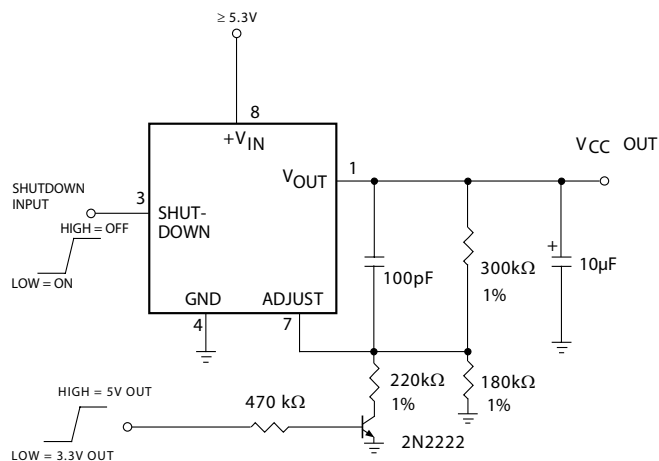 ≥ 5.3V
8
+VIN
1
VOUT
VCC OUT
SHUTDOWN
INPUT
3
HIGH = OFF
LOW = ON
SHUT-
DOWN
GND
ADJUST
4
7
100pF
300kΩ
1%
+
10µF
HIGH = 5V OUT
LOW = 3.3V OUT
470 kΩ
220kΩ
1%
180kΩ
1%
2N2222